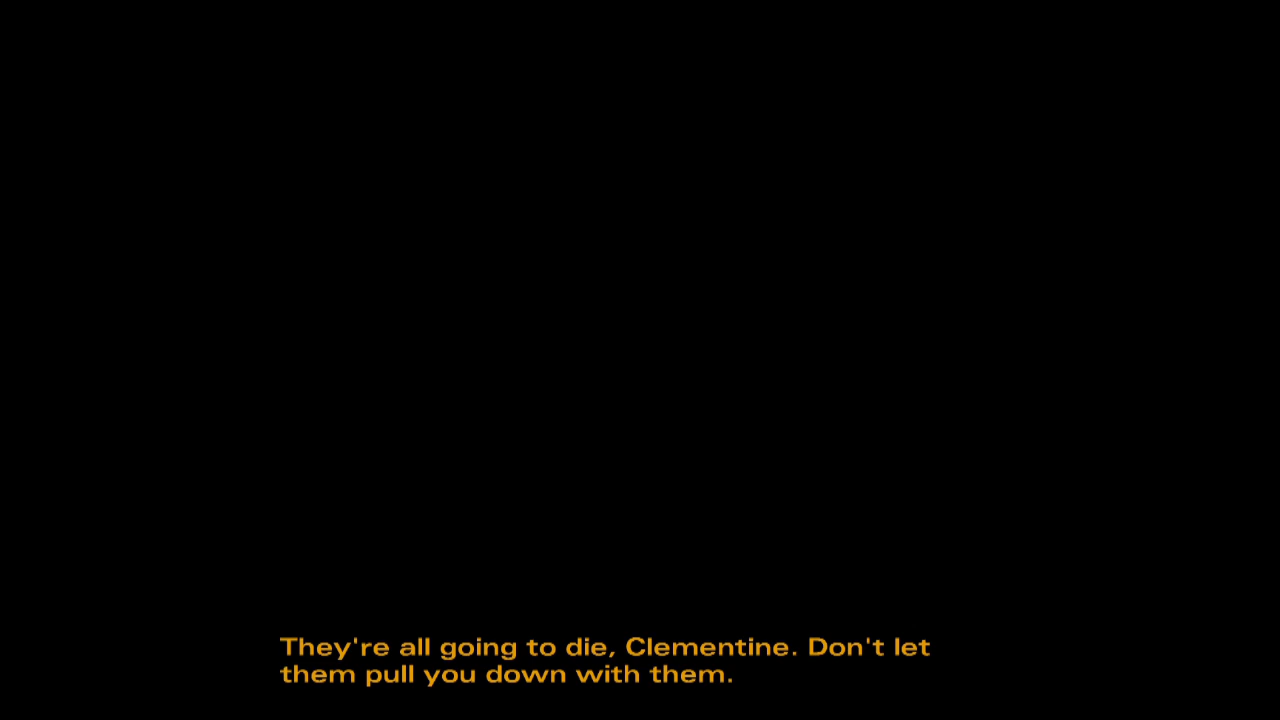 They're all going to die, Clementine. Don't let
them pull you down with them.